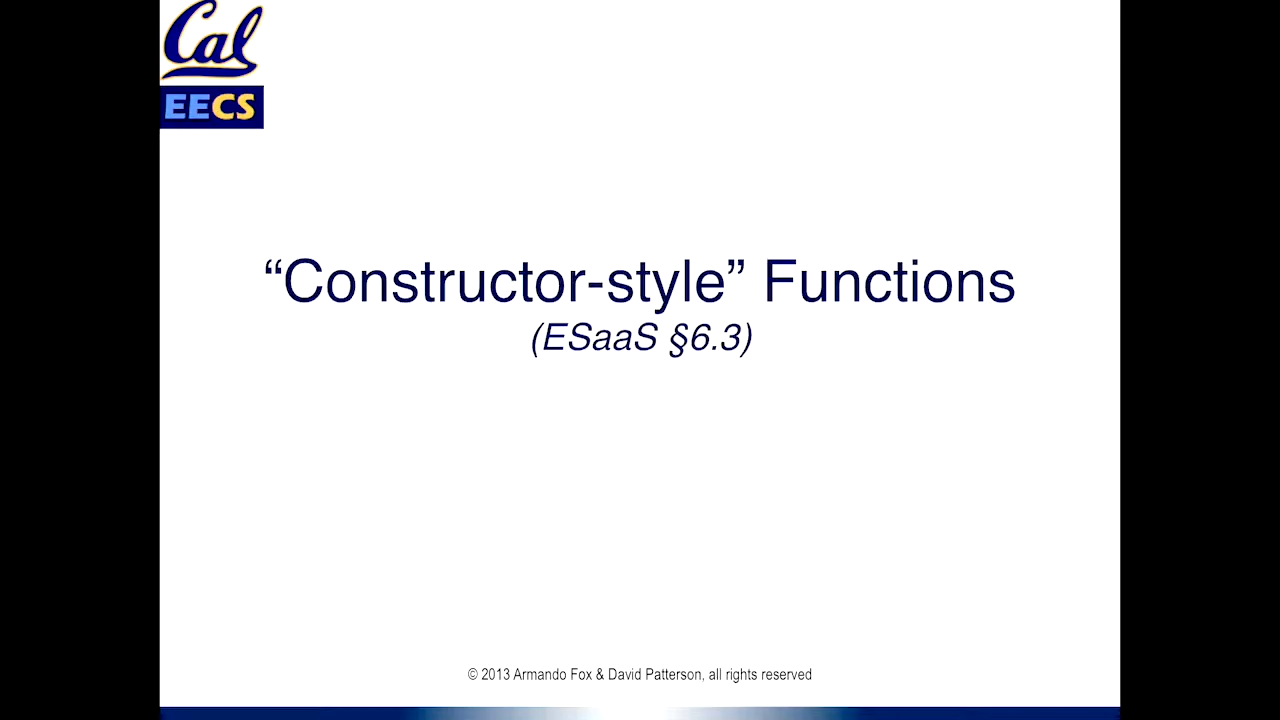 Cal
EECS
“Constructor-style” Functions
(ESaaS §6.3)
© 2013 Armando Fox & David Patterson, all rights reserved